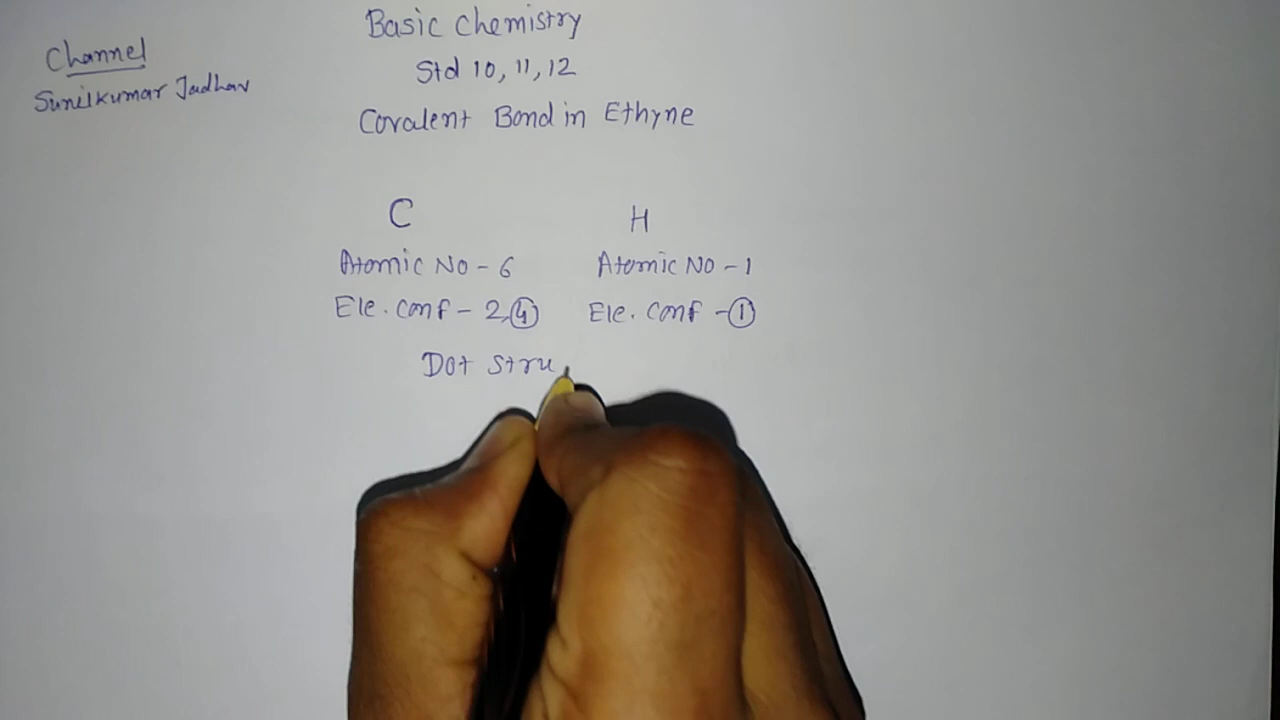 Channel
Sunilkumar Jadhav
Basic Chemistry
Std 10, 11, 12
Covalent Bond in Ethyne
C H
Atomic No - 6 Atomic No - 1
Ele. Conf - 2,4 Ele. Conf - 1
Dot Stru